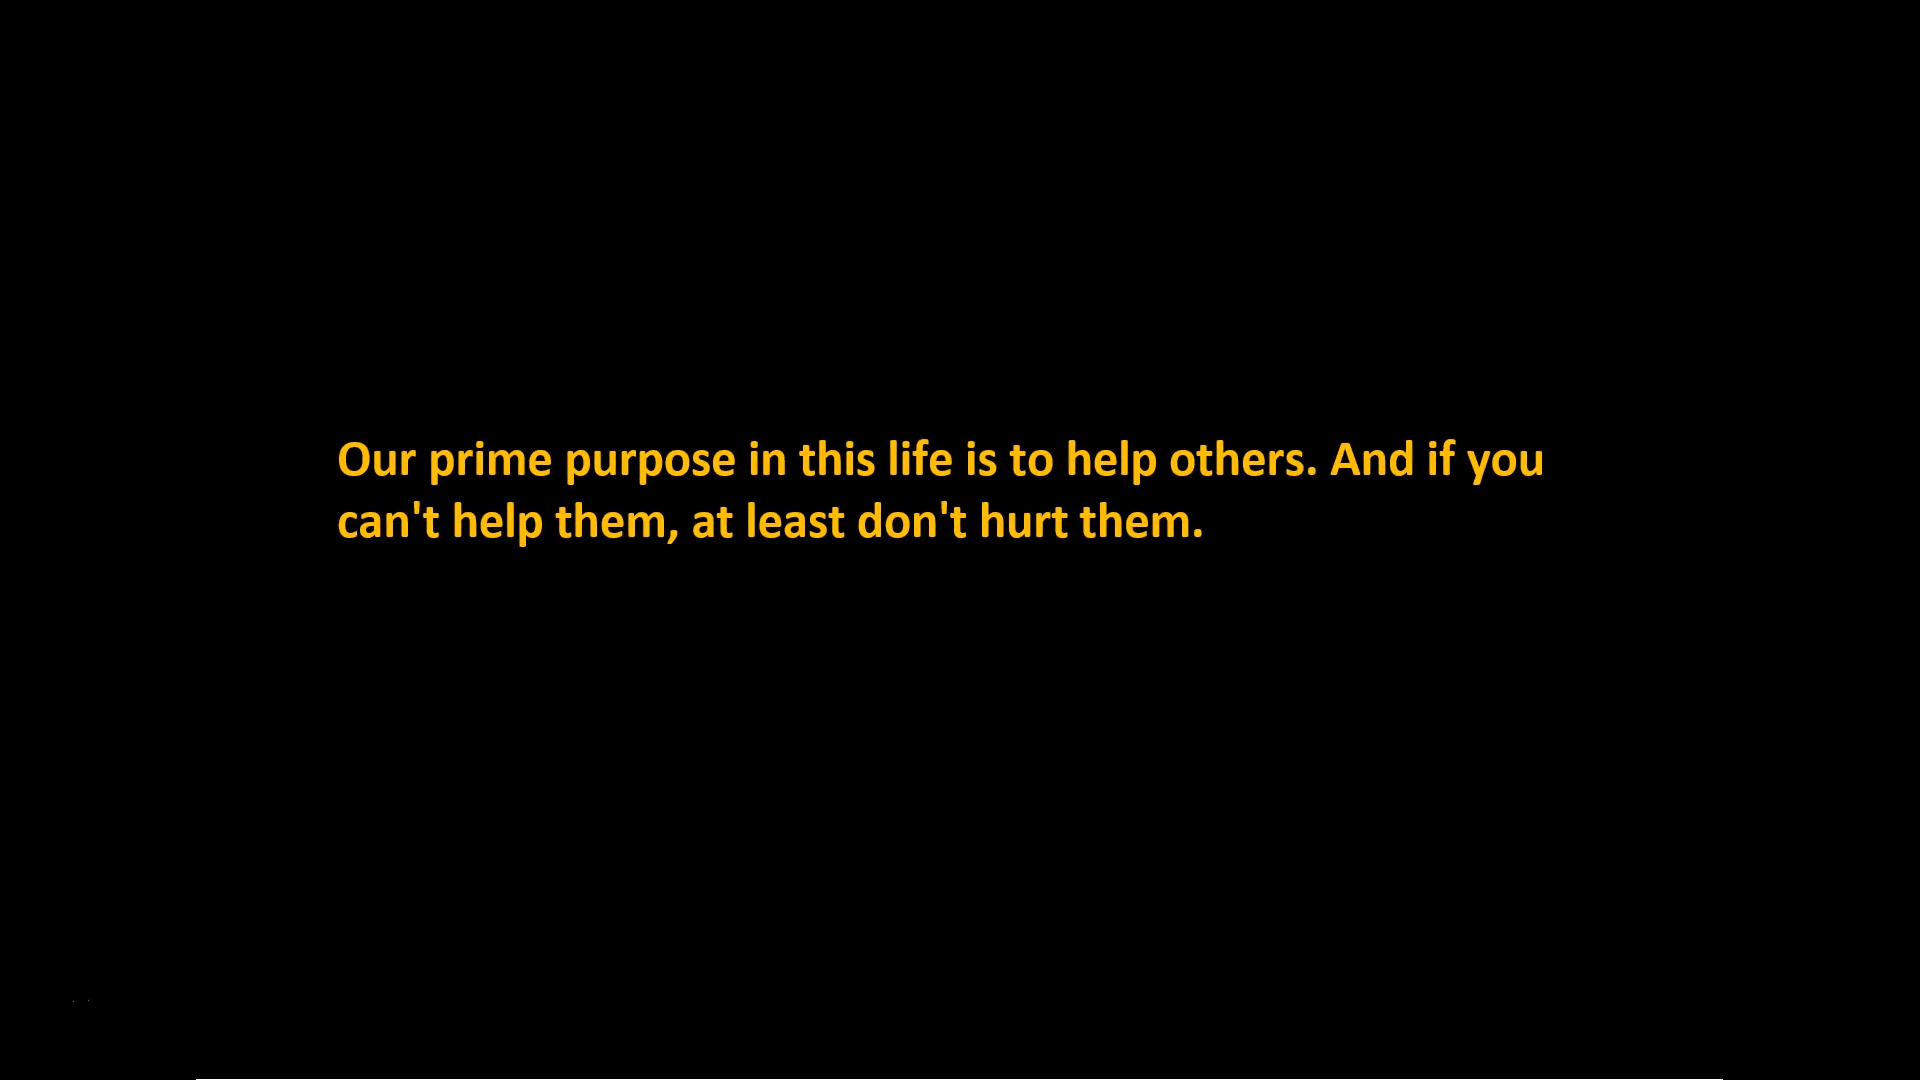 Our prime purpose in this life is to help others. And if you
can't help them, at least don't hurt them.